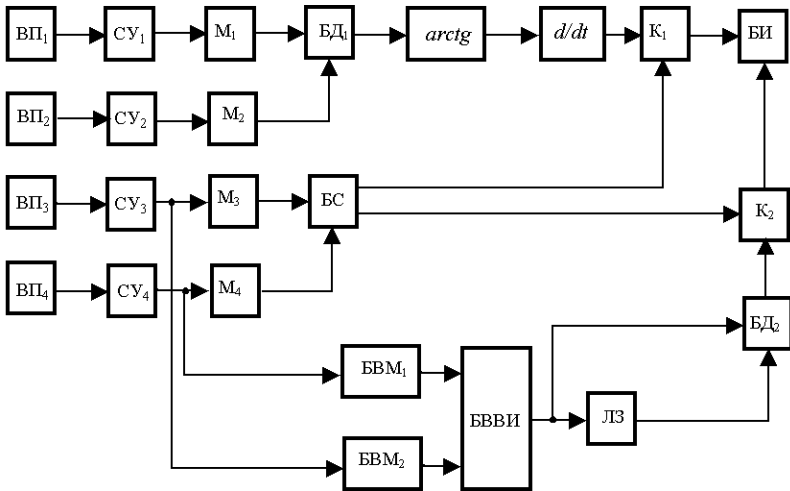 ВП₁ СУ₁ М₁ БД₁ arctg d/dt К₁ БИ
ВП₂ СУ₂ М₂
ВП₃ СУ₃ М₃ БС К₂
ВП₄ СУ₄ М₄
БД₂
БВМ₁
БВВИ ЛЗ
БВМ₂